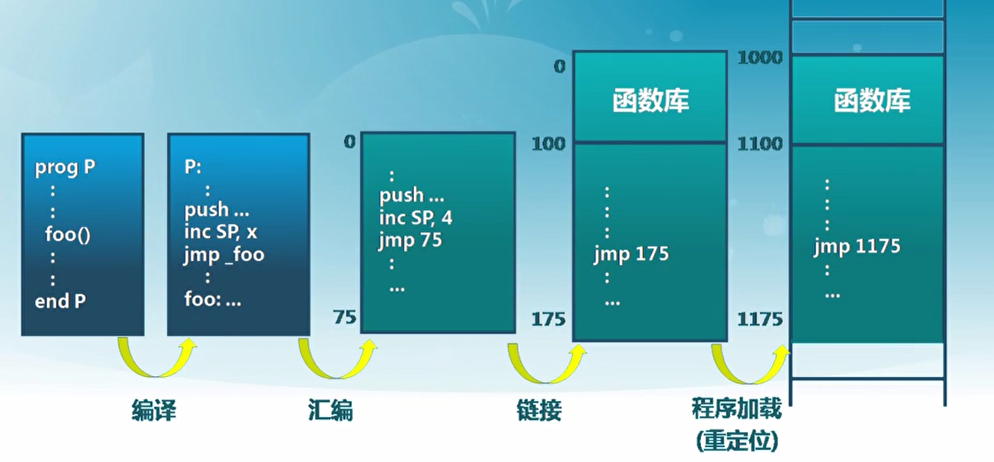 prog P
:
:
foo()
:
:
end P
P:
:
push ...
inc SP, x
jmp _foo
:
foo: ...
0
:
push ...
inc SP, 4
jmp 75
:
...
75
0
函数库
100
:
:
:
jmp 175
:
...
175
1000
函数库
1100
:
:
:
jmp 1175
:
...
1175
编译
汇编
链接
程序加载
(重定位)